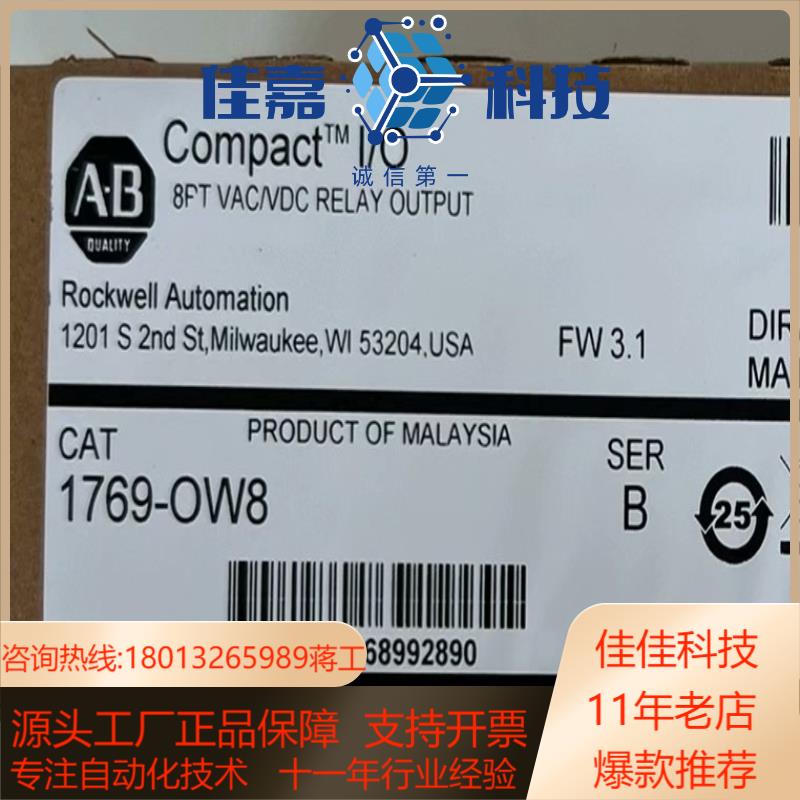 佳嘉科技
诚信第一
Compact™ I/O
8FT VAC/VDC RELAY OUTPUT
A·B
QUALITY
Rockwell Automation
1201 S 2nd St,Milwaukee,WI 53204,USA
FW 3.1
CAT
PRODUCT OF MALAYSIA
1769-OW8
SER
B
25
68992890
咨询热线:18013265989蒋工
源头工厂正品保障 支持开票
专注自动化技术 十一年行业经验
佳佳科技
11年老店
爆款推荐